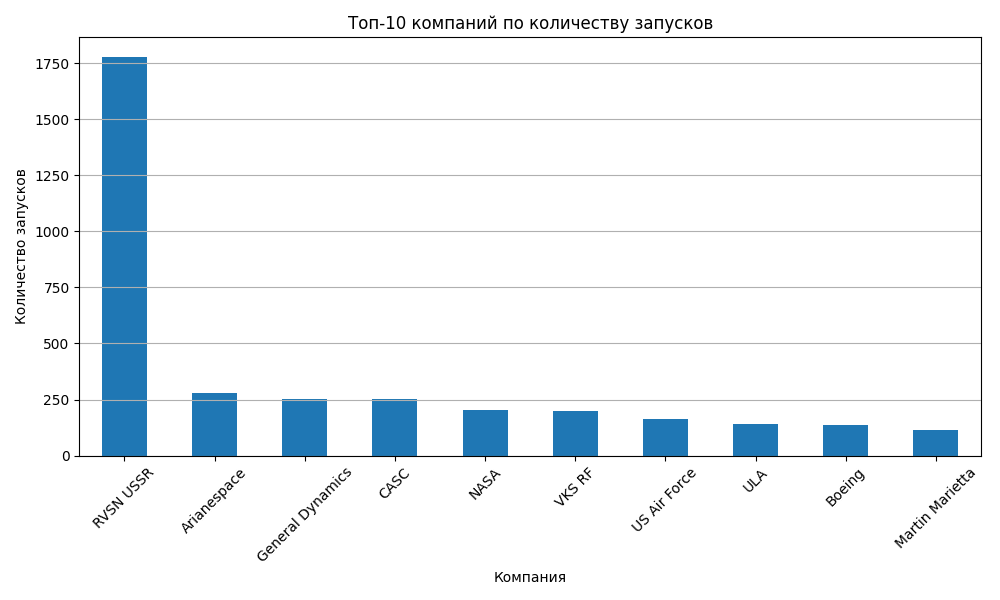 Топ-10 компаний по количеству запусков
Количество запусков
1750
1500
1250
1000
750
500
250
0
RVSN USSR
Arianespace
General Dynamics
CASC
NASA
VKS RF
US Air Force
ULA
Boeing
Martin Marietta
Компания